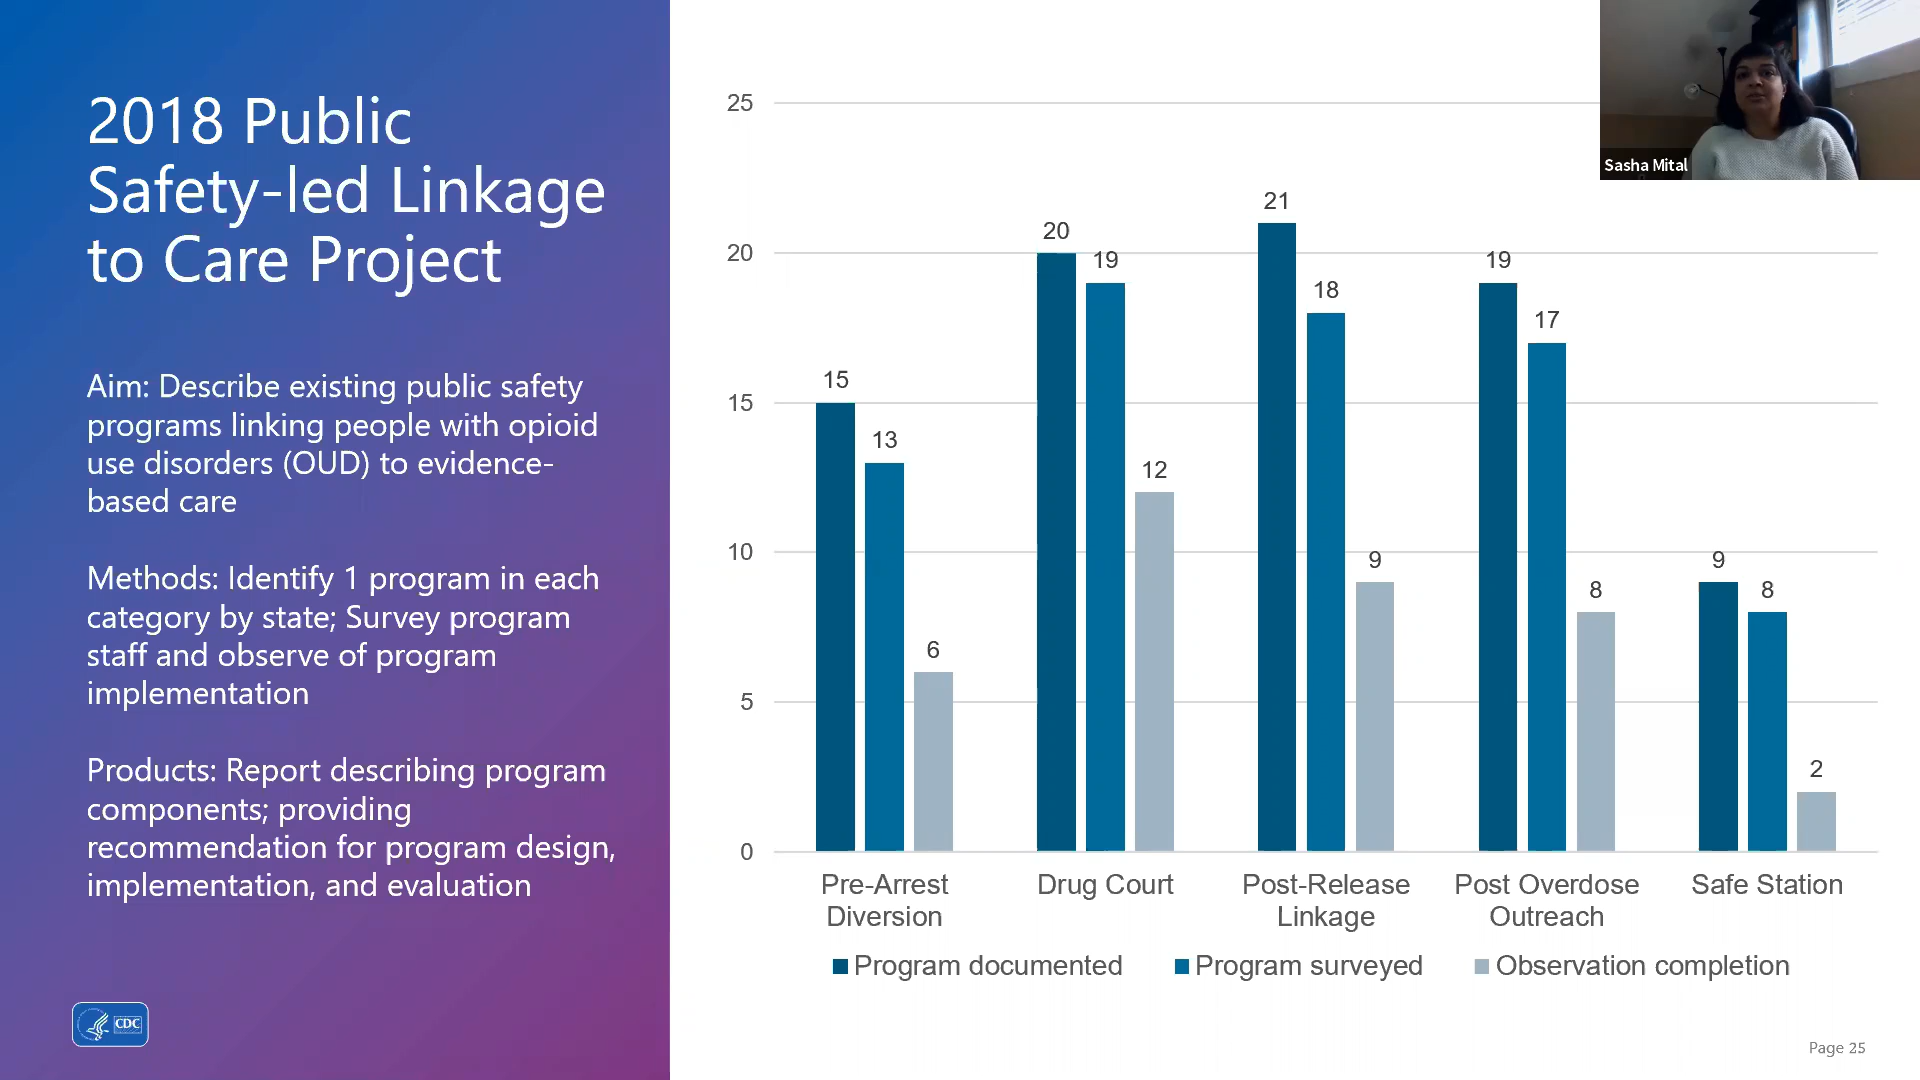 2018 Public
Safety-led Linkage
to Care Project
Aim: Describe existing public safety
programs linking people with opioid
use disorders (OUD) to evidence-
based care
Methods: Identify 1 program in each
category by state; Survey program
staff and observe of program
implementation
Products: Report describing program
components; providing
recommendation for program design,
implementation, and evaluation
CDC
25
20
15
10
5
0
15
13
6
20
19
12
21
18
9
19
17
8
9
8
2
Pre-Arrest
Diversion
Drug Court
Post-Release
Linkage
Post Overdose
Outreach
Safe Station
Program documented
Program surveyed
Observation completion
Sasha Mital
Page 25